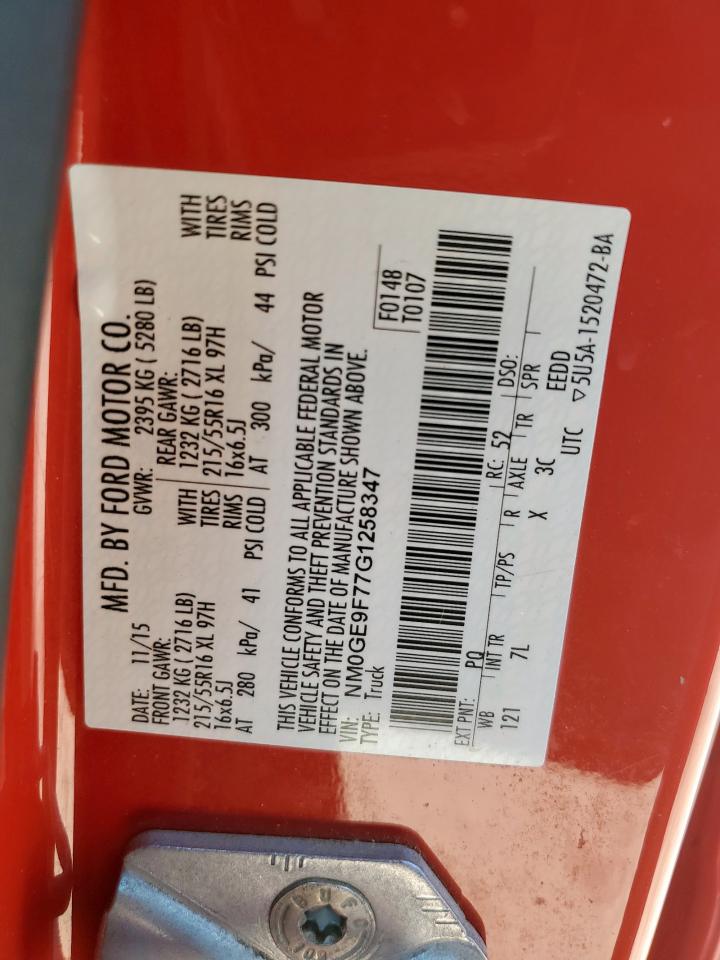 MFD. BY FORD MOTOR CO.
DATE: 11/15 GVWR: 2395 KG ( 5280 LB)
FRONT GAWR: REAR GAWR:
1232 KG ( 2716 LB) WITH 1232 KG ( 2716 LB) WITH
215/55R16 XL 97H TIRES 215/55R16 XL 97H TIRES
16x6.5J RIMS 16x6.5J RIMS
AT 280 kPa/ 41 PSI COLD AT 300 kPa/ 44 PSI COLD
THIS VEHICLE CONFORMS TO ALL APPLICABLE FEDERAL MOTOR
VEHICLE SAFETY AND THEFT PREVENTION STANDARDS IN
EFFECT ON THE DATE OF MANUFACTURE SHOWN ABOVE.
VIN: NM0GE9F77G1258347 F0148
TYPE: Truck T0107
EXT PNT: PQ RC: 52 DSO:
WB INT TR TP/PS R AXLE TR SPR
121 7L X 3C EEDD
UTC ▽5U5A-1520472-BA